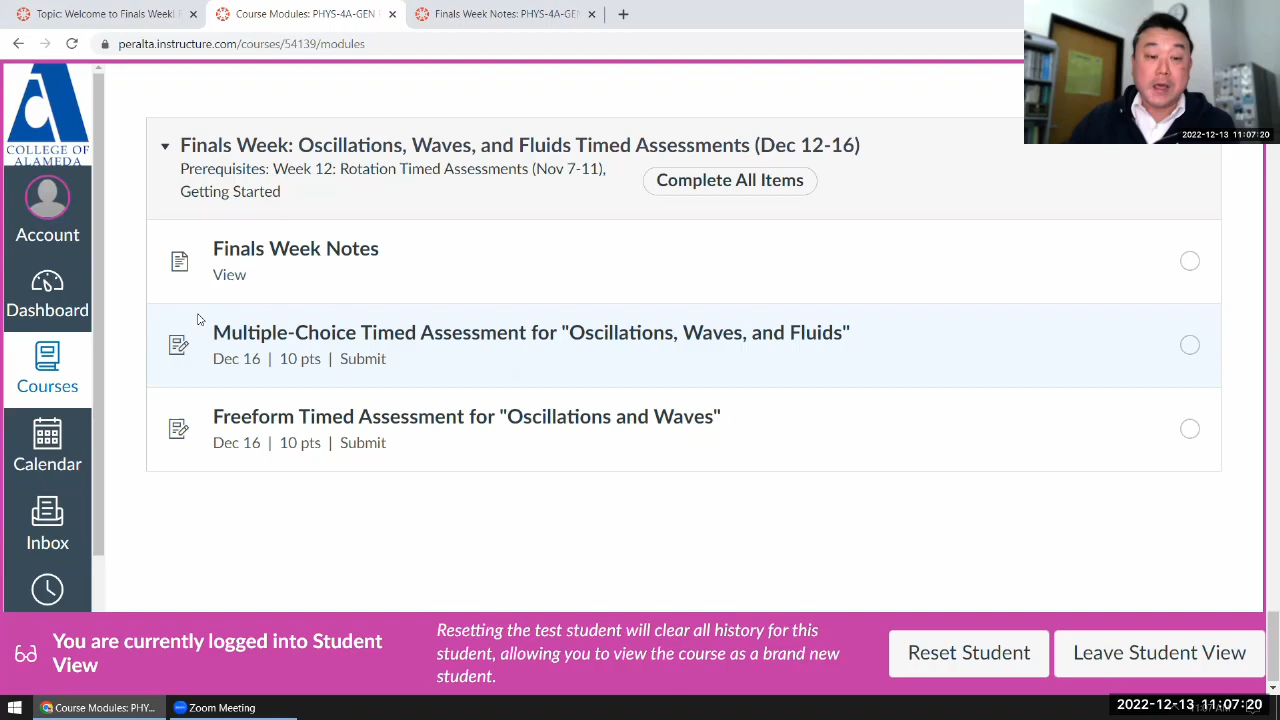 Topic: Welcome to Finals Week!
Course Modules: PHYS-4A-GEN
Finals Week Notes: PHYS-4A-GEN
peralta.instructure.com/courses/54139/modules
2022-12-13 11:07:20
COLLEGE OF
ALAMEDA
Account
Dashboard
Courses
Calendar
Inbox
Finals Week: Oscillations, Waves, and Fluids Timed Assessments (Dec 12-16)
Prerequisites: Week 12: Rotation Timed Assessments (Nov 7-11),
Getting Started
Complete All Items
Finals Week Notes
View
Multiple-Choice Timed Assessment for "Oscillations, Waves, and Fluids"
Dec 16 | 10 pts | Submit
Freeform Timed Assessment for "Oscillations and Waves"
Dec 16 | 10 pts | Submit
You are currently logged into Student
View
Resetting the test student will clear all history for this
student, allowing you to view the course as a brand new
student.
Reset Student
Leave Student View
Course Modules: PHY...
Zoom Meeting
2022-12-13 11:07:20